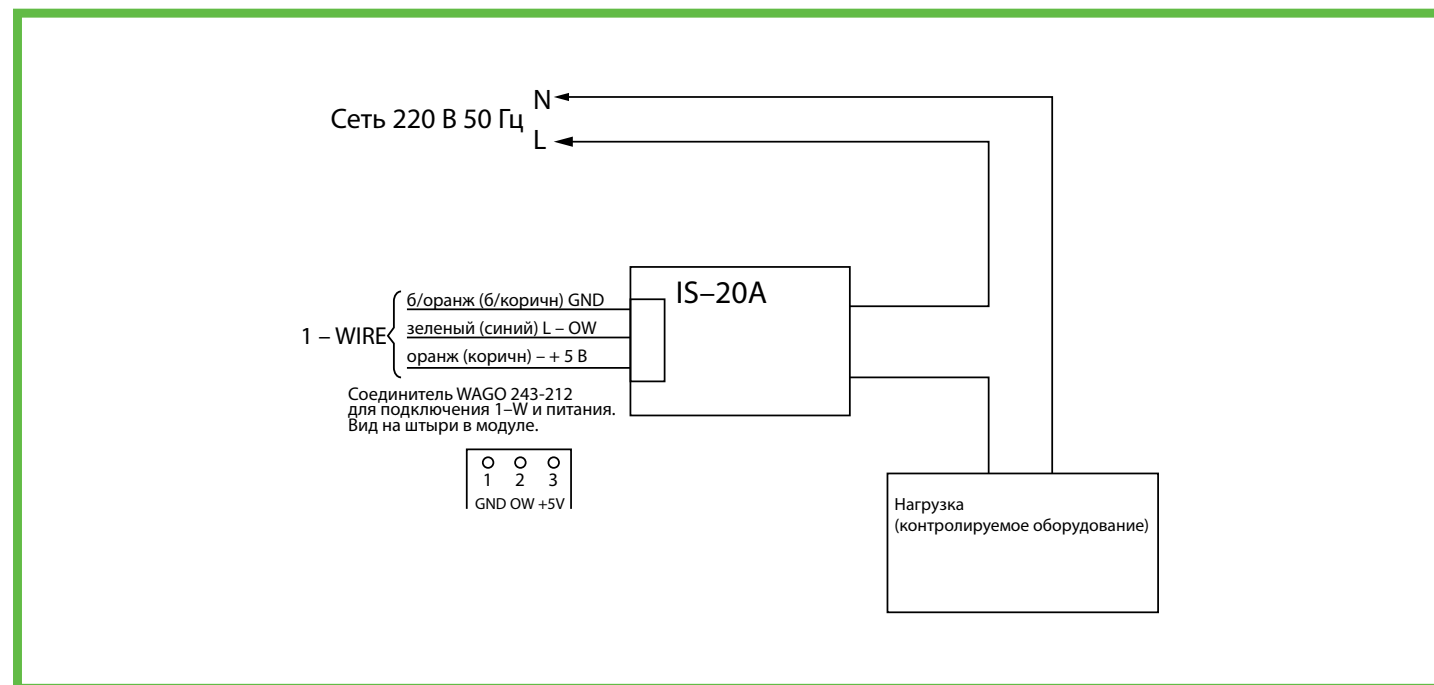 N
Сеть 220 В 50 Гц
L
IS–20A
б/оранж (б/коричн) GND
1 – WIRE
зеленый (синий) L – OW
оранж (коричн) – + 5 В
Соединитель WAGO 243-212
для подключения 1–W и питания.
Вид на штыри в модуле.
1 2 3
GND OW +5V
Нагрузка
(контролируемое оборудование)